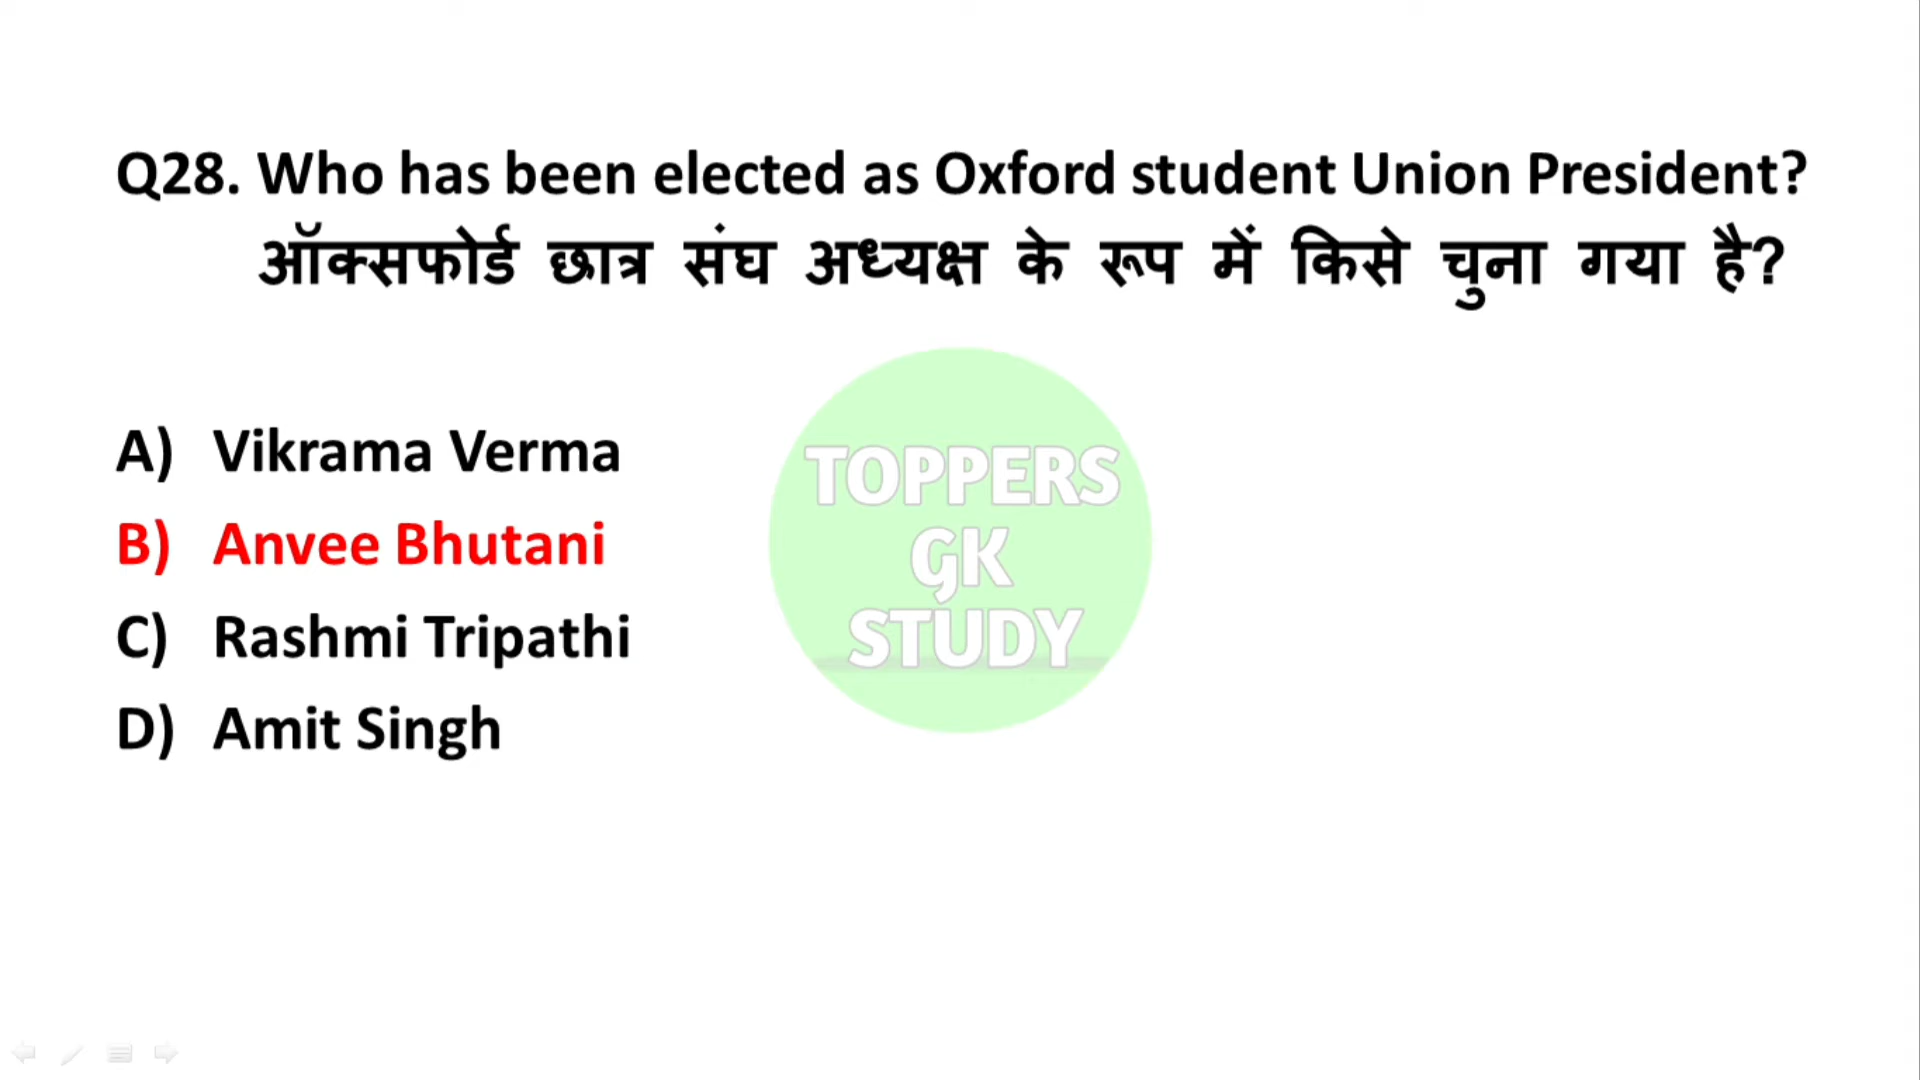 Q28. Who has been elected as Oxford student Union President?
ऑक्सफोर्ड छात्र संघ अध्यक्ष के रूप में किसे चुना गया है?
A) Vikrama Verma
B) Anvee Bhutani
C) Rashmi Tripathi
D) Amit Singh
TOPPERS
GK
STUDY